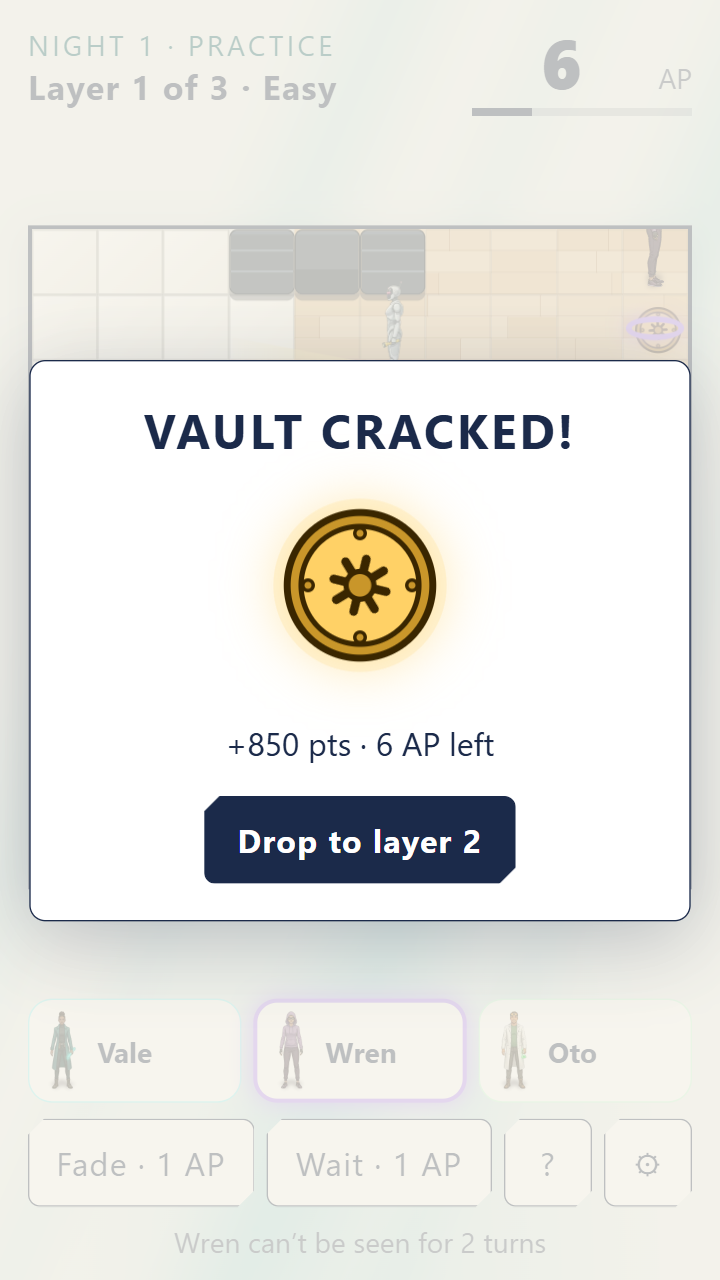 NIGHT 1 · PRACTICE
Layer 1 of 3 · Easy
6 AP
VAULT CRACKED!
+850 pts · 6 AP left
Drop to layer 2
Vale
Wren
Oto
Fade · 1 AP
Wait · 1 AP
?
Wren can’t be seen for 2 turns